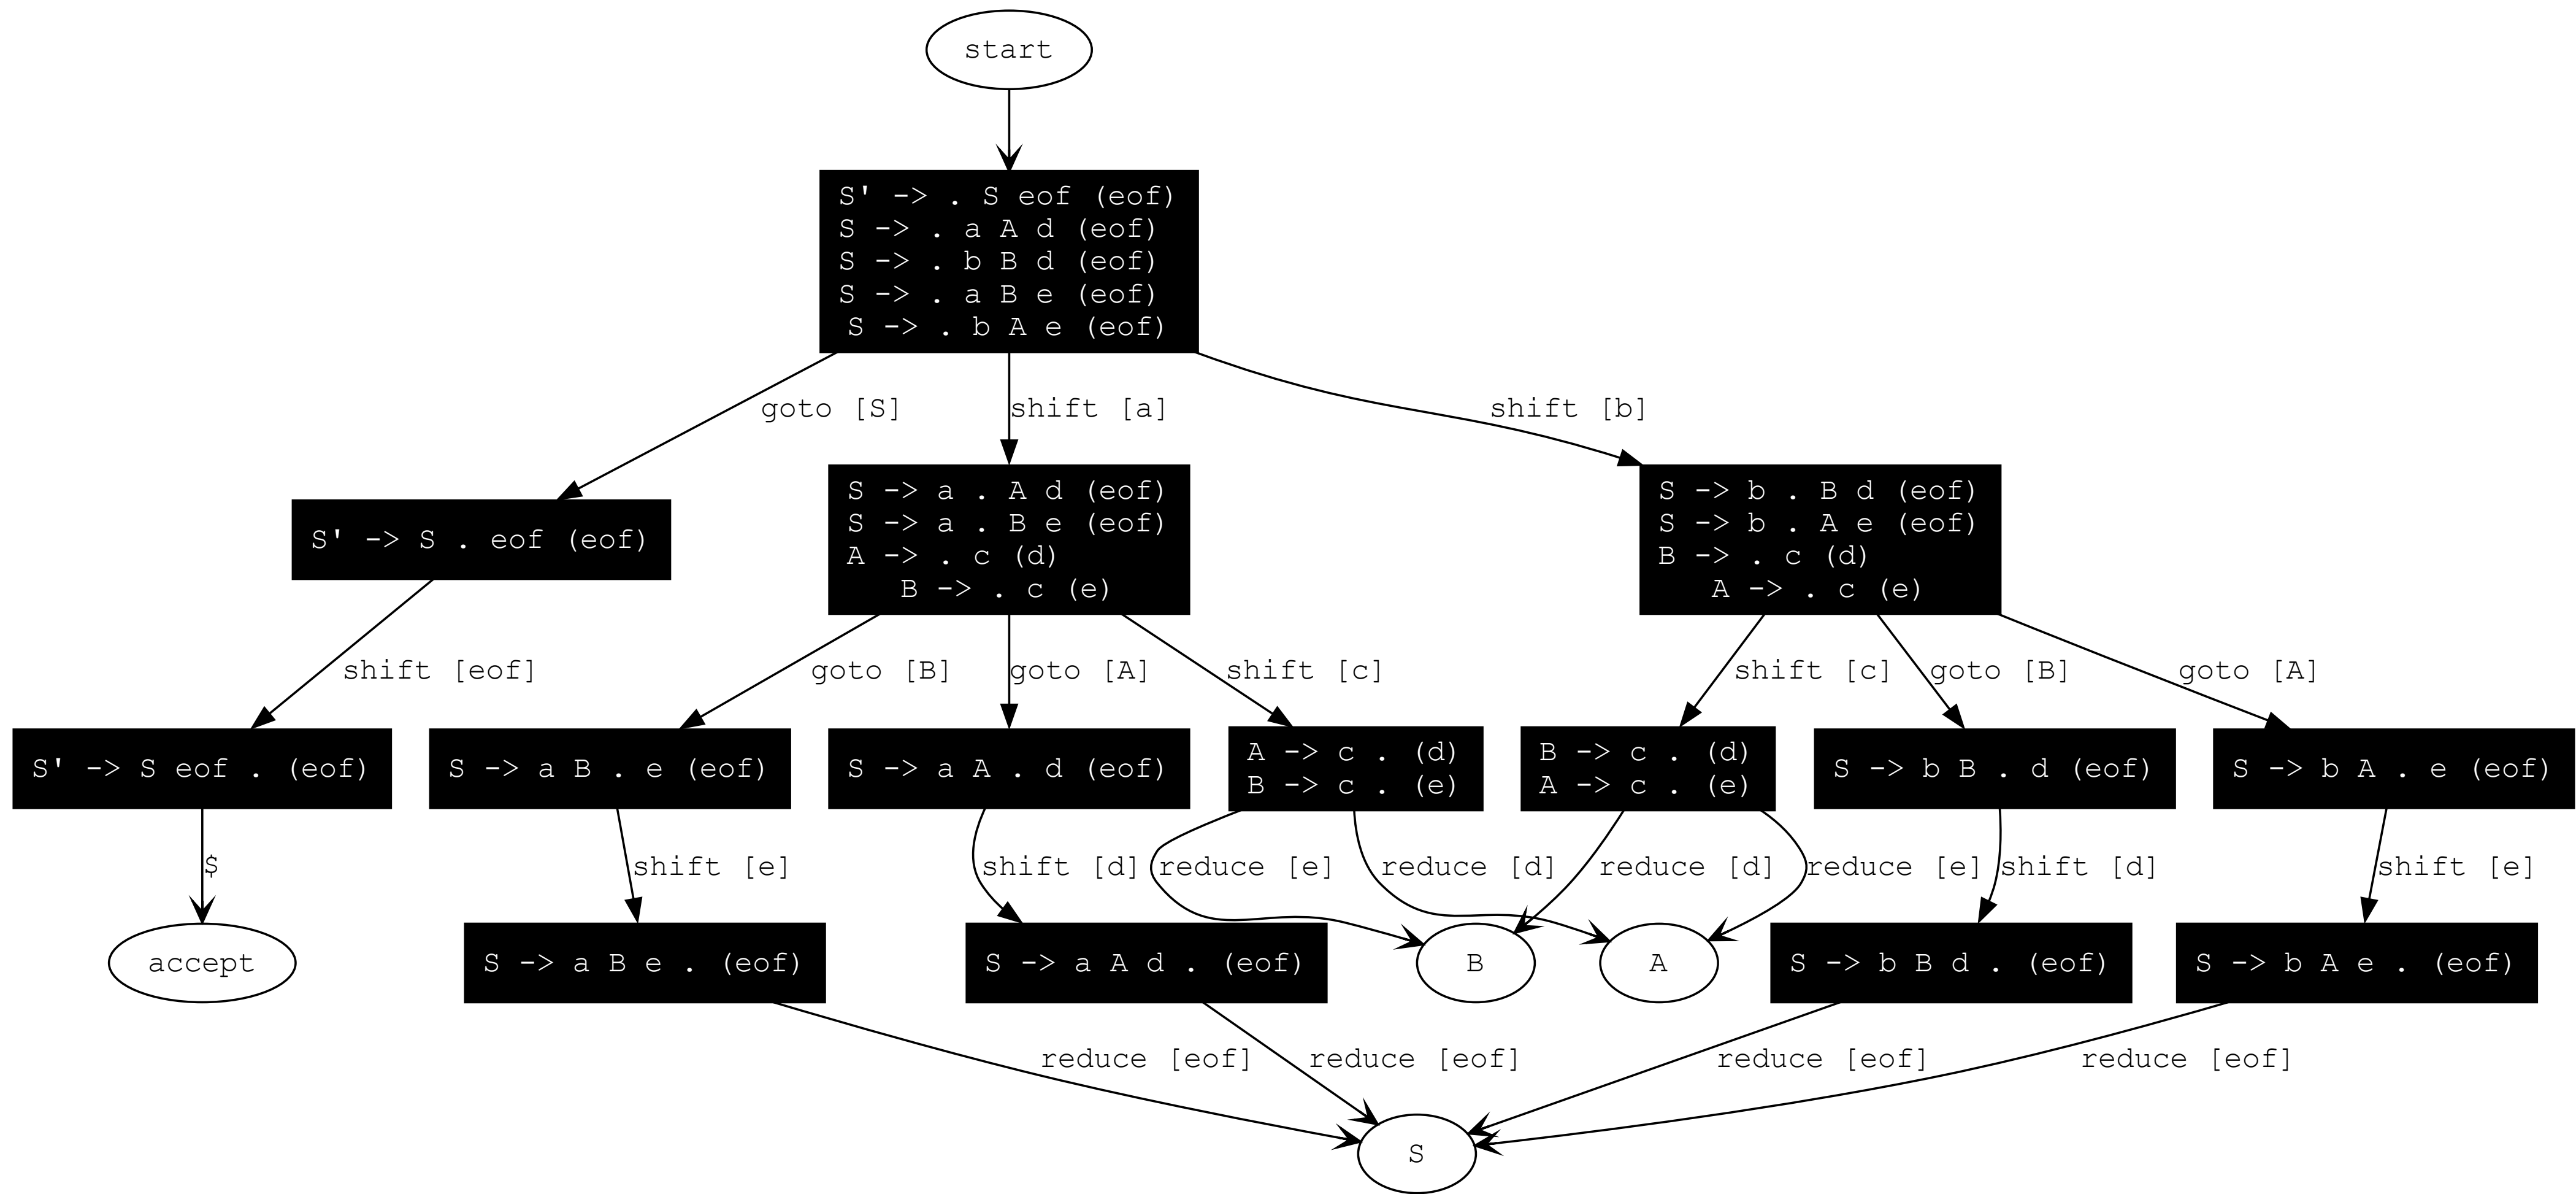 start
S' -> . S eof (eof)
S -> . a A d (eof)
S -> . b B d (eof)
S -> . a B e (eof)
S -> . b A e (eof)
goto [S]
shift [a]
shift [b]
S' -> S . eof (eof)
S -> a . A d (eof)
S -> a . B e (eof)
A -> . c (d)
B -> . c (e)
S -> b . B d (eof)
S -> b . A e (eof)
B -> . c (d)
A -> . c (e)
shift [eof]
goto [B]
goto [A]
shift [c]
shift [c]
goto [B]
goto [A]
S' -> S eof . (eof)
S -> a B . e (eof)
S -> a A . d (eof)
A -> c . (d)
B -> c . (e)
B -> c . (d)
A -> c . (e)
S -> b B . d (eof)
S -> b A . e (eof)
$
shift [e]
shift [d]
reduce [e]
reduce [d]
reduce [d]
reduce [e]
shift [d]
shift [e]
accept
S -> a B e . (eof)
S -> a A d . (eof)
B
A
S -> b B d . (eof)
S -> b A e . (eof)
reduce [eof]
reduce [eof]
reduce [eof]
reduce [eof]
S